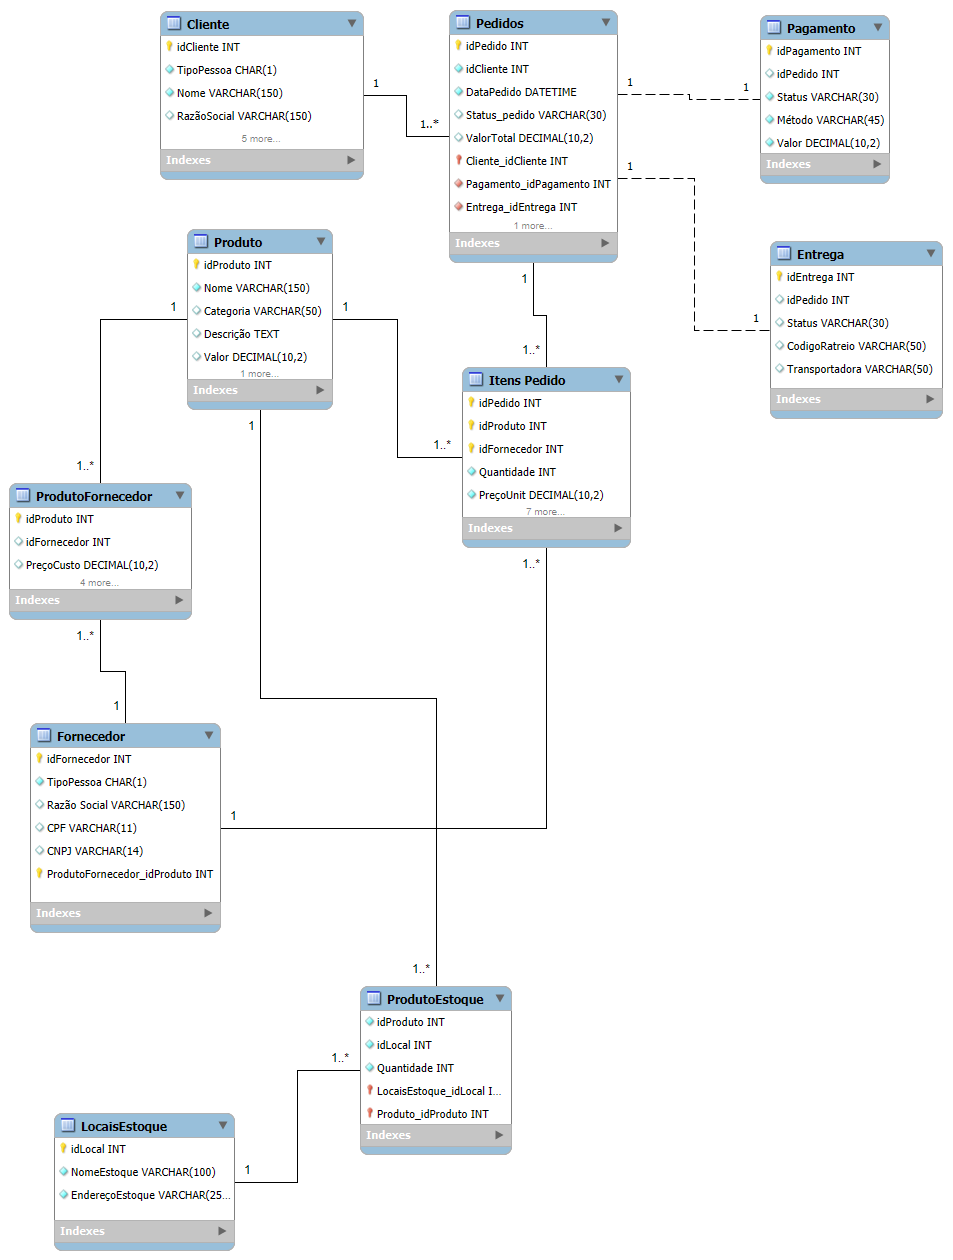 Cliente
idCliente INT
TipoPessoa CHAR(1)
Nome VARCHAR(150)
RazãoSocial VARCHAR(150)
5 more...
Indexes
1
1..*
Pedidos
idPedido INT
idCliente INT
DataPedido DATETIME
Status_pedido VARCHAR(30)
ValorTotal DECIMAL(10,2)
Cliente_idCliente INT
Pagamento_idPagamento INT
Entrega_idEntrega INT
1 more...
Indexes
1
1
1
1
Pagamento
idPagamento INT
idPedido INT
Status VARCHAR(30)
Método VARCHAR(45)
Valor DECIMAL(10,2)
Indexes
Entrega
idEntrega INT
idPedido INT
Status VARCHAR(30)
CodigoRatreio VARCHAR(50)
Transportadora VARCHAR(50)
Indexes
Produto
idProduto INT
Nome VARCHAR(150)
Categoria VARCHAR(50)
Descrição TEXT
Valor DECIMAL(10,2)
1 more...
Indexes
1
1
1
1
1..*
1..*
1..*
Itens Pedido
idPedido INT
idProduto INT
idFornecedor INT
Quantidade INT
PreçoUnit DECIMAL(10,2)
7 more...
Indexes
1..*
ProdutoFornecedor
idProduto INT
idFornecedor INT
PreçoCusto DECIMAL(10,2)
4 more...
Indexes
1..*
1
Fornecedor
idFornecedor INT
TipoPessoa CHAR(1)
Razão Social VARCHAR(150)
CPF VARCHAR(11)
CNPJ VARCHAR(14)
ProdutoFornecedor_idProduto INT
Indexes
1
1..*
ProdutoEstoque
idProduto INT
idLocal INT
Quantidade INT
LocaisEstoque_idLocal I...
Produto_idProduto INT
Indexes
1..*
LocaisEstoque
idLocal INT
NomeEstoque VARCHAR(100)
EndereçoEstoque VARCHAR(25...
Indexes
1